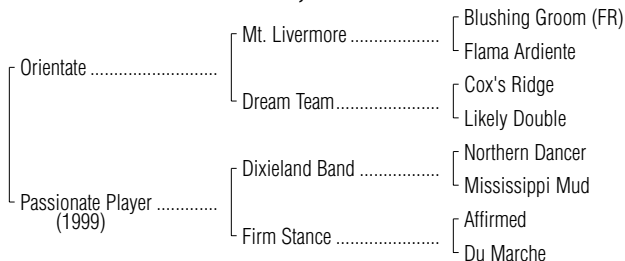 Blushing Groom (FR)
Mt. Livermore ....................
Flama Ardiente
Orientate ............................
Cox's Ridge
Dream Team .......................
Likely Double
Northern Dancer
Dixieland Band ..................
Mississippi Mud
Passionate Player .............
(1999)
Affirmed
Firm Stance .......................
Du Marche